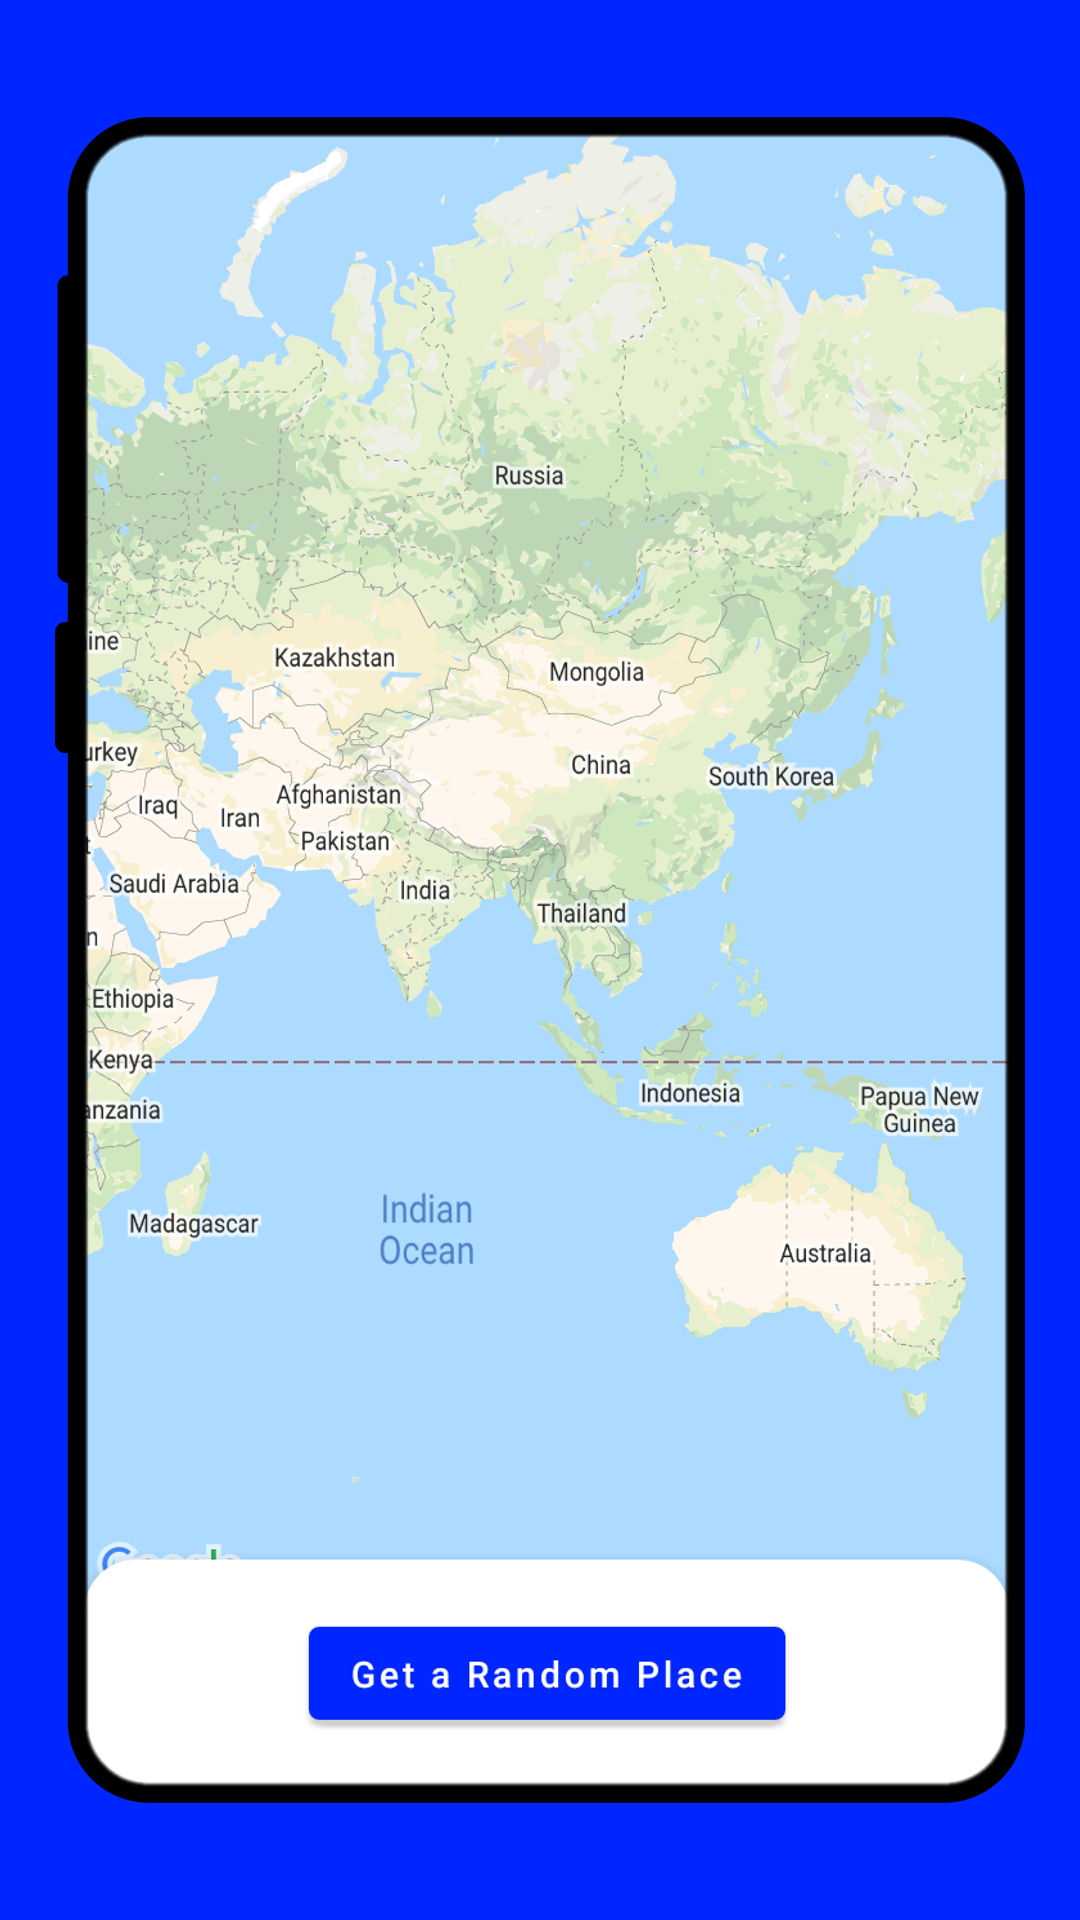 Russia
ine
Kazakhstan
Mongolia
urkey
China
South Korea
Afghanistan
Iraq
Iran
Pakistan
t
Saudi Arabia
India
Thailand
n
Ethiopia
Kenya
Indonesia
Papua New
Guinea
anzania
Indian
Ocean
Madagascar
Australia
Google
Get a Random Place